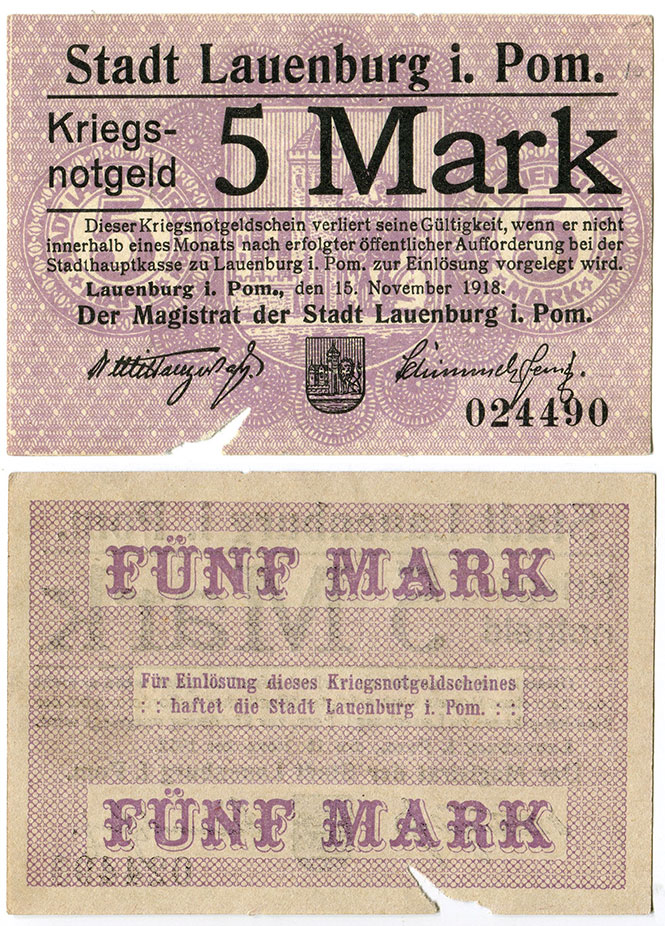 Stadt Lauenburg i. Pom.
Kriegs-
notgeld
5 Mark
Dieser Kriegsnotgeldschein verliert seine Gültigkeit, wenn er nicht
innerhalb eines Monats nach erfolgter öffentlicher Aufforderung bei der
Stadthauptkasse zu Lauenburg i. Pom. zur Einlösung vorgelegt wird.
Lauenburg i. Pom., den 15. November 1918.
Der Magistrat der Stadt Lauenburg i. Pom.
024490
FÜNF MARK
Für Einlösung dieses Kriegsnotgeldscheines
: : haftet die Stadt Lauenburg i. Pom. : :
FÜNF MARK